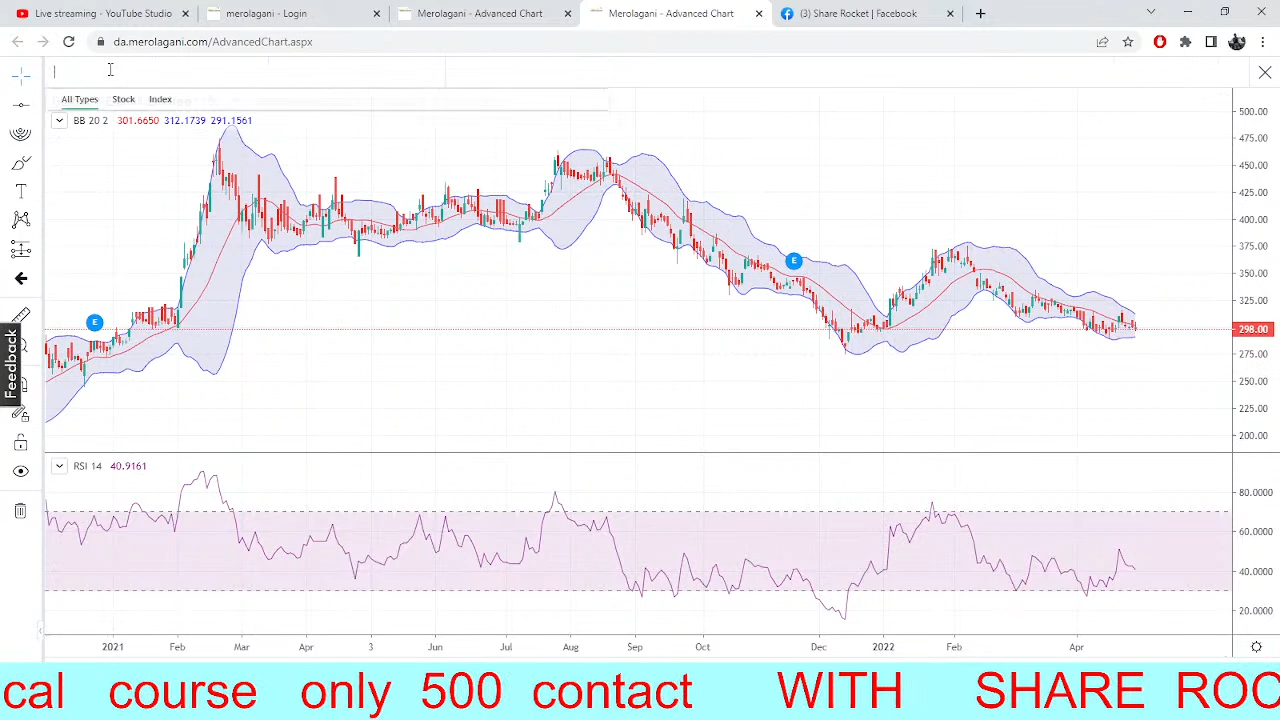 Live streaming - YouTube Studio
merolagani - Login
Merolagani - Advanced Chart
Merolagani - Advanced Chart
(3) Share Rocket | Facebook
da.merolagani.com/AdvancedChart.aspx
All Types Stock Index
BB 20 2 301.6650 312.1739 291.1561
500.00
475.00
450.00
425.00
400.00
375.00
350.00
325.00
298.00
275.00
250.00
225.00
200.00
E
E
T
Feedback
RSI 14 40.9161
80.0000
60.0000
40.0000
20.0000
2021 Feb Mar Apr 3 Jun Jul Aug Sep Oct Dec 2022 Feb Apr
cal course only 500 contact WITH SHARE ROC